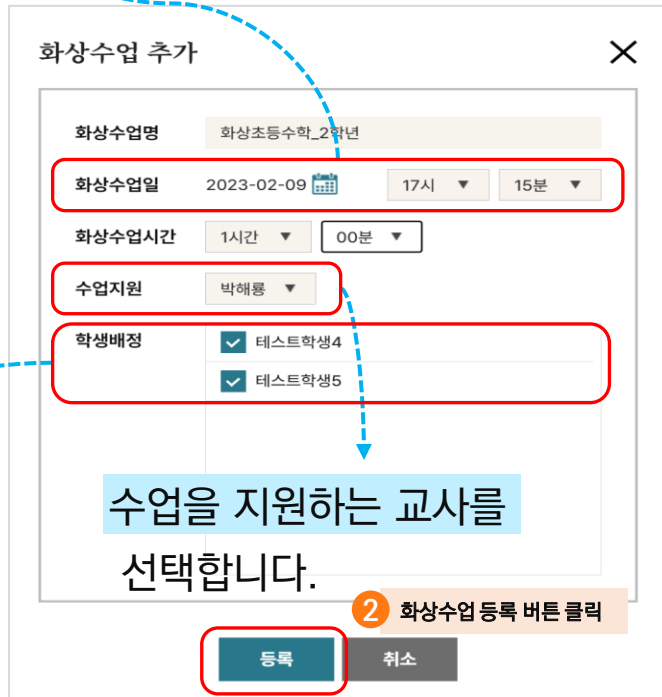 화상수업 추가
화상수업명 화상초등수학_2학년
화상수업일 2023-02-09 17시 ▼ 15분 ▼
화상수업시간 1시간 ▼ 00분 ▼
수업지원 박해룡 ▼
학생배정 테스트학생4
테스트학생5
수업을 지원하는 교사를
선택합니다.
2 화상수업 등록 버튼 클릭
등록 취소